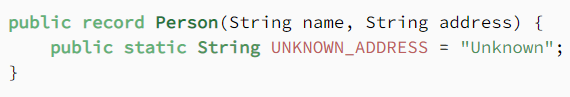 public record Person(String name, String address) {
    public static String UNKNOWN_ADDRESS = "Unknown";
}